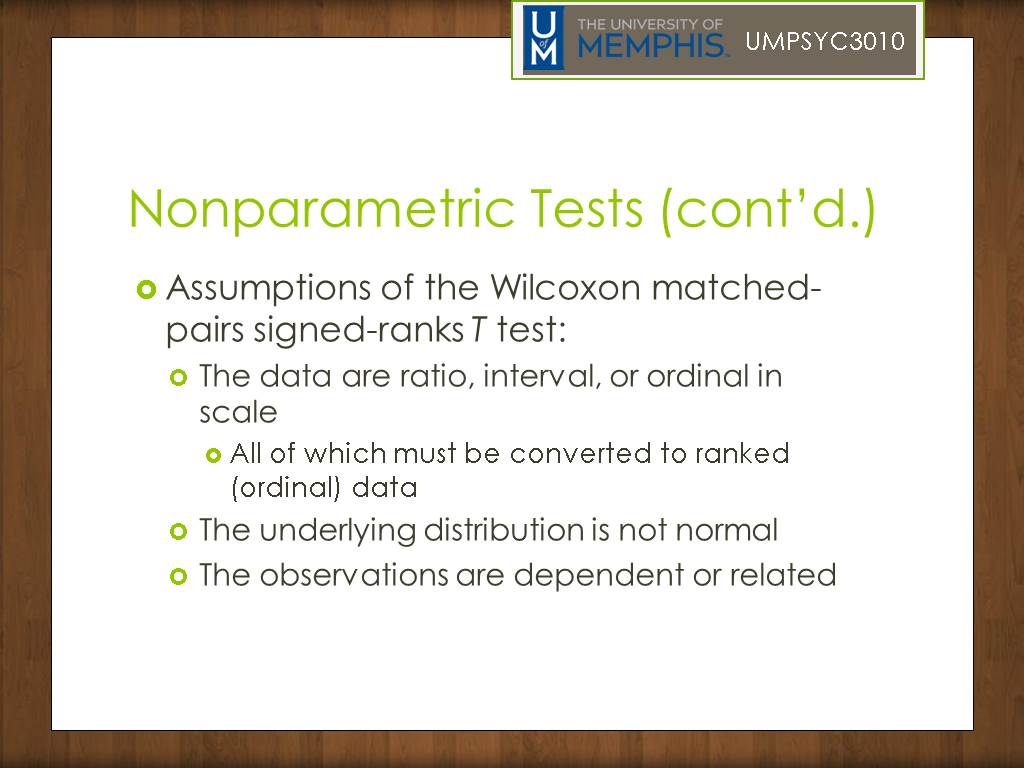 THE UNIVERSITY OF
MEMPHIS™
U of M
UMPSYC3010
Nonparametric Tests (cont’d.)
Assumptions of the Wilcoxon matched-
pairs signed-ranks T test:
The data are ratio, interval, or ordinal in
scale
All of which must be converted to ranked
(ordinal) data
The underlying distribution is not normal
The observations are dependent or related